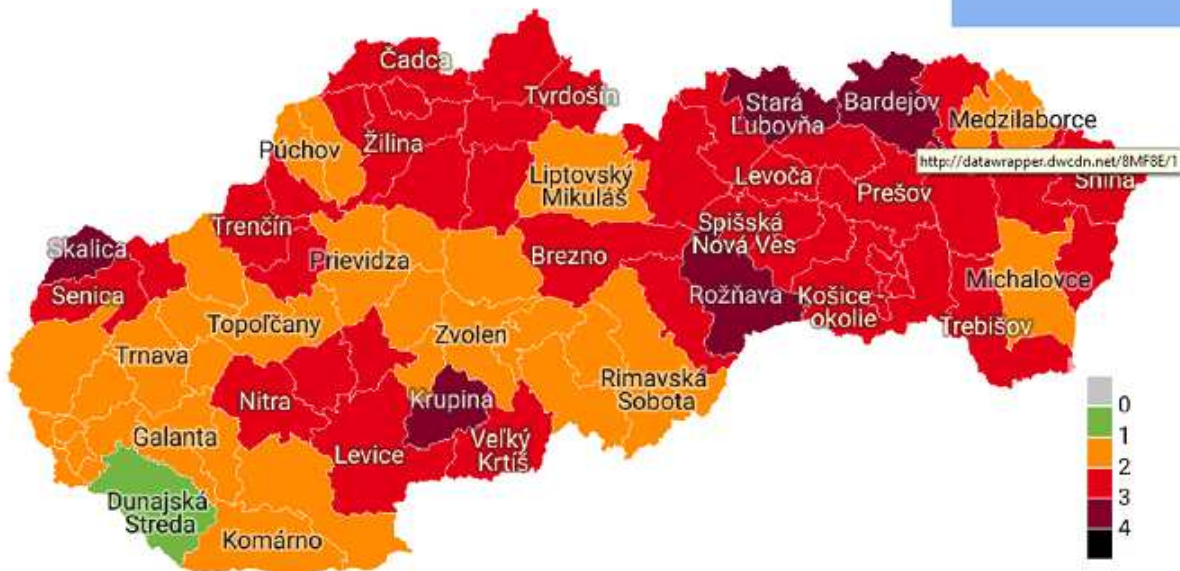 Čadca
Tvrdošín
Stará
Ľubovňa
Bardejov
Medzilaborce
Púchov
Žilina
http://datawrapper.dwcdn.net/8MF8E/1
Liptovský
Mikuláš
Levoča
Prešov
Snina
Trenčín
Spišská
Nová Ves
Skalica
Prievidza
Brezno
Michalovce
Senica
Rožňava
Košice -
okolie
Topoľčany
Zvolen
Trebišov
Trnava
Rimavská
Sobota
Nitra
Krupina
Galanta
Levice
Veľký
Krtíš
Dunajská
Streda
Komárno
0
1
2
3
4